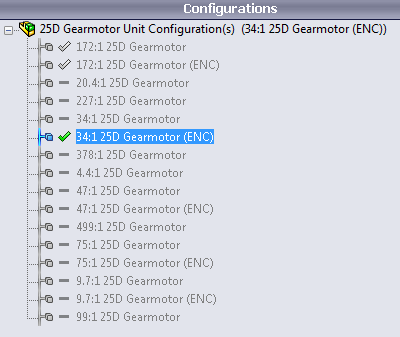 Configurations
25D Gearmotor Unit Configuration(s) (34:1 25D Gearmotor (ENC))
172:1 25D Gearmotor
172:1 25D Gearmotor (ENC)
20.4:1 25D Gearmotor
227:1 25D Gearmotor
34:1 25D Gearmotor
34:1 25D Gearmotor (ENC)
378:1 25D Gearmotor
4.4:1 25D Gearmotor
47:1 25D Gearmotor
47:1 25D Gearmotor (ENC)
499:1 25D Gearmotor
75:1 25D Gearmotor
75:1 25D Gearmotor (ENC)
9.7:1 25D Gearmotor
9.7:1 25D Gearmotor (ENC)
99:1 25D Gearmotor